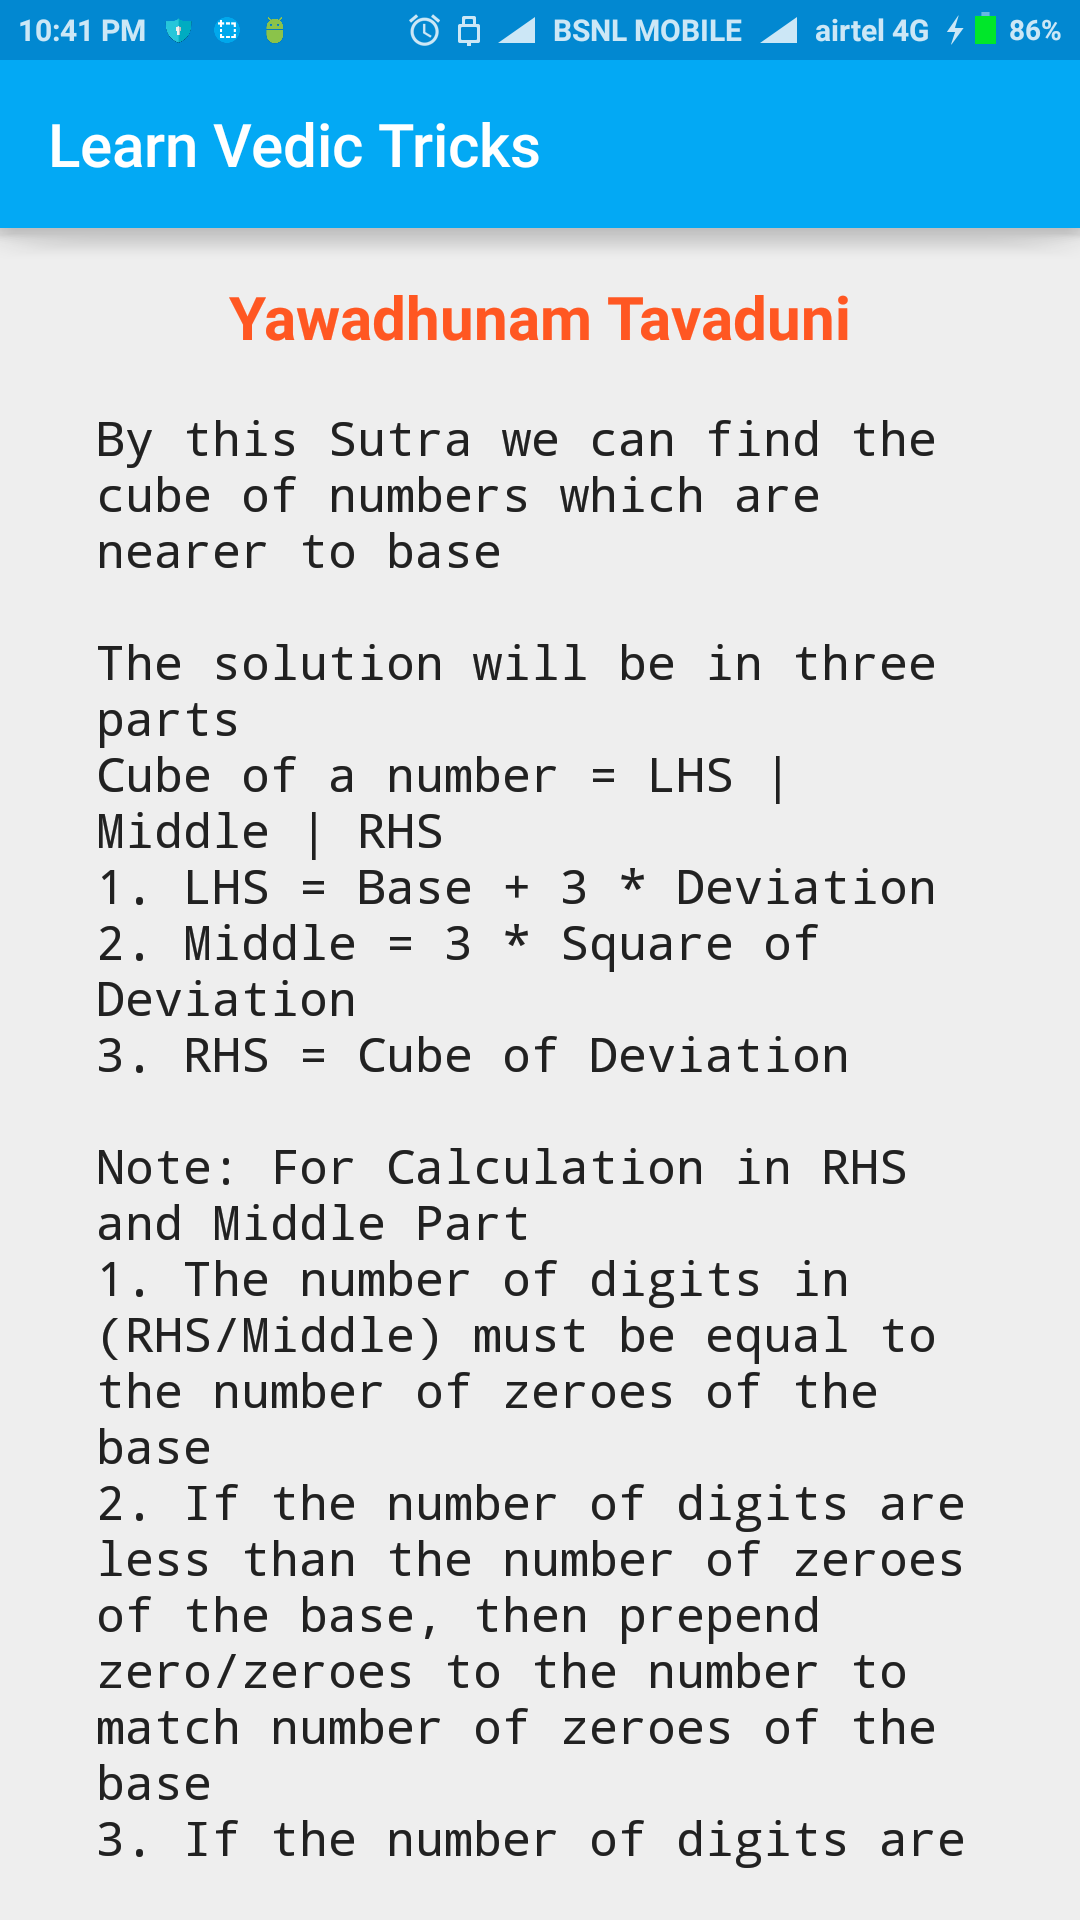 10:41 PM BSNL MOBILE airtel 4G 86%
Learn Vedic Tricks
Yawadhunam Tavaduni
By this Sutra we can find the
cube of numbers which are
nearer to base
The solution will be in three
parts
Cube of a number = LHS |
Middle | RHS
1. LHS = Base + 3 * Deviation
2. Middle = 3 * Square of
Deviation
3. RHS = Cube of Deviation
Note: For Calculation in RHS
and Middle Part
1. The number of digits in
(RHS/Middle) must be equal to
the number of zeroes of the
base
2. If the number of digits are
less than the number of zeroes
of the base, then prepend
zero/zeroes to the number to
match number of zeroes of the
base
3. If the number of digits are